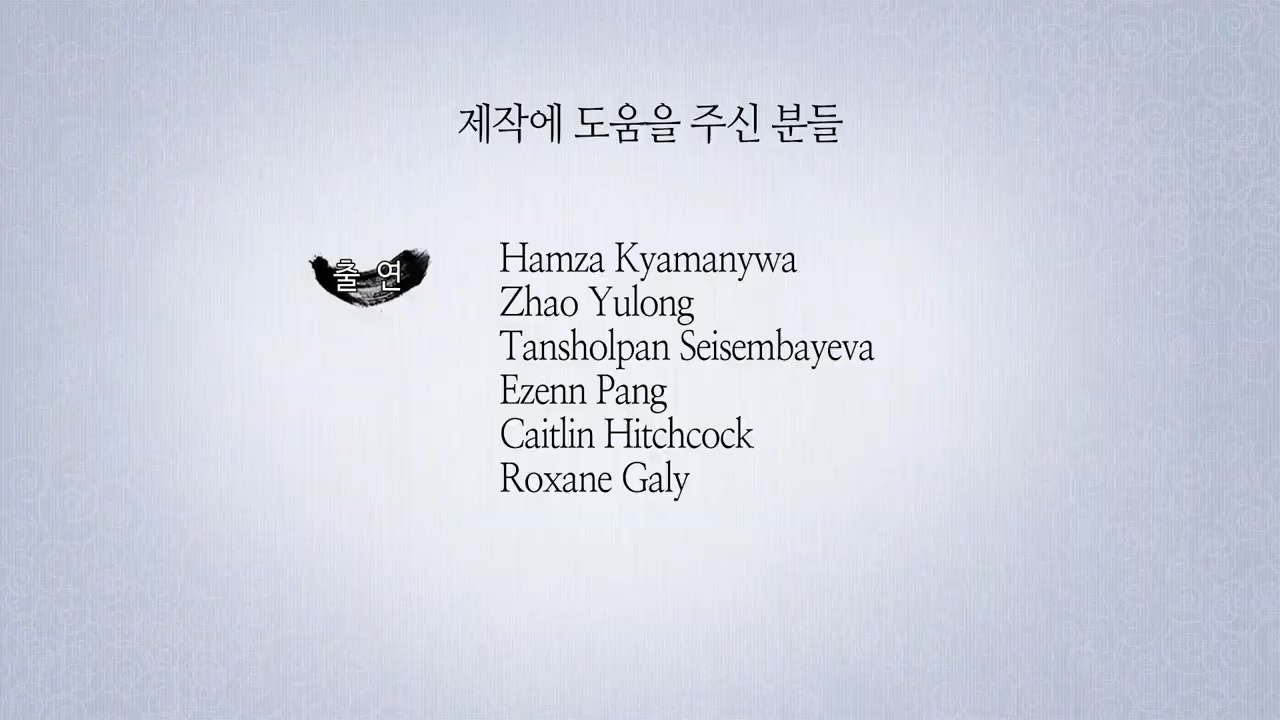 제작에 도움을 주신 분들
출 연
Hamza Kyamanywa
Zhao Yulong
Tansholpan Seisembayeva
Ezenn Pang
Caitlin Hitchcock
Roxane Galy